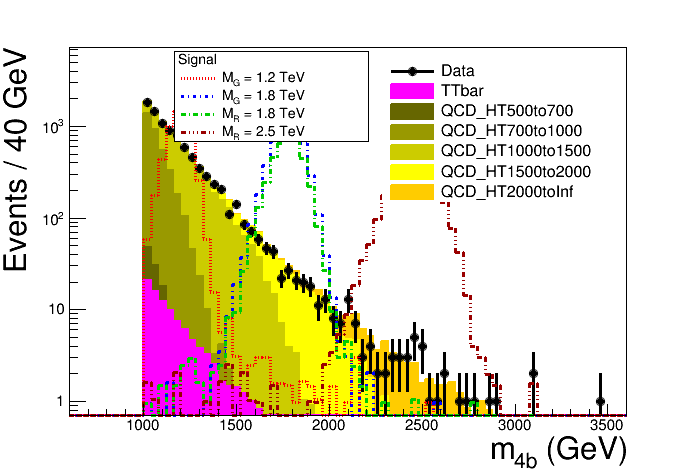 Events / 40 GeV
10³
10²
10
1
Signal
M_G = 1.2 TeV
M_G = 1.8 TeV
M_R = 1.8 TeV
M_R = 2.5 TeV
Data
TTbar
QCD_HT500to700
QCD_HT700to1000
QCD_HT1000to1500
QCD_HT1500to2000
QCD_HT2000toInf
1000 1500 2000 2500 3000 3500
m_4b (GeV)